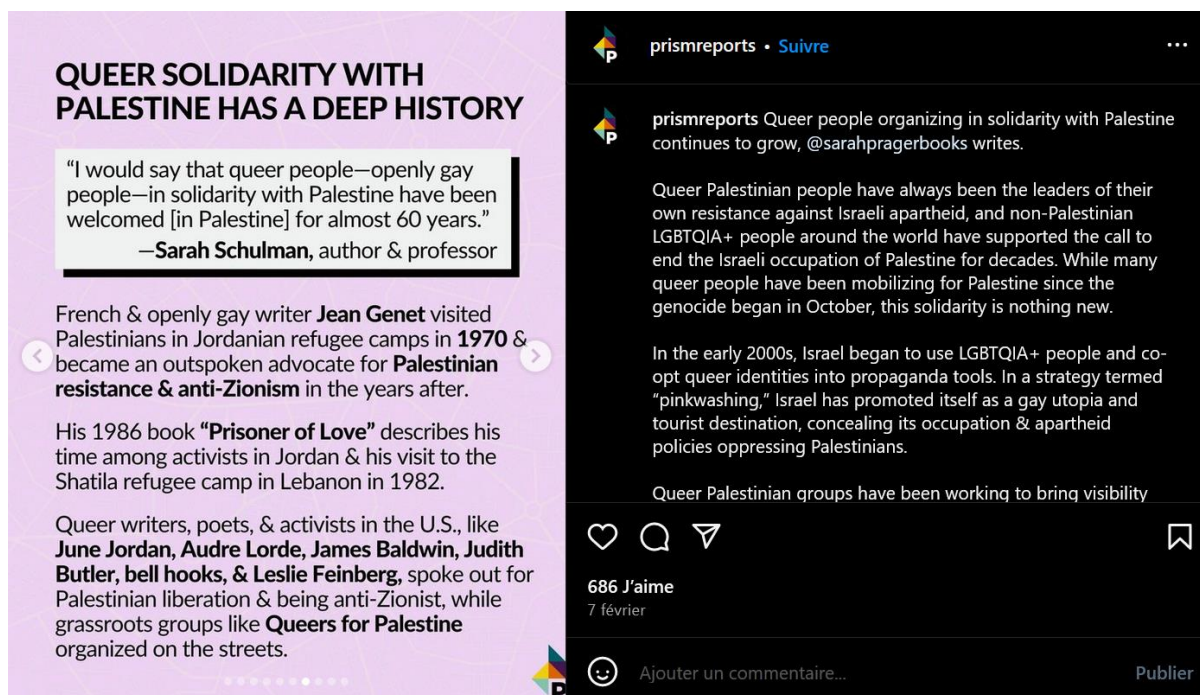 QUEER SOLIDARITY WITH
PALESTINE HAS A DEEP HISTORY
“I would say that queer people—openly gay
people—in solidarity with Palestine have been
welcomed [in Palestine] for almost 60 years.”
—Sarah Schulman, author & professor
French & openly gay writer Jean Genet visited
Palestinians in Jordanian refugee camps in 1970 &
became an outspoken advocate for Palestinian
resistance & anti-Zionism in the years after.
His 1986 book “Prisoner of Love” describes his
time among activists in Jordan & his visit to the
Shatila refugee camp in Lebanon in 1982.
Queer writers, poets, & activists in the U.S., like
June Jordan, Audre Lorde, James Baldwin, Judith
Butler, bell hooks, & Leslie Feinberg, spoke out for
Palestinian liberation & being anti-Zionist, while
grassroots groups like Queers for Palestine
organized on the streets.
P
P
prismreports • Suivre
P
prismreports Queer people organizing in solidarity with Palestine
continues to grow, @sarahpragerbooks writes.
Queer Palestinian people have always been the leaders of their
own resistance against Israeli apartheid, and non-Palestinian
LGBTQIA+ people around the world have supported the call to
end the Israeli occupation of Palestine for decades. While many
queer people have been mobilizing for Palestine since the
genocide began in October, this solidarity is nothing new.
In the early 2000s, Israel began to use LGBTQIA+ people and co-
opt queer identities into propaganda tools. In a strategy termed
“pinkwashing,” Israel has promoted itself as a gay utopia and
tourist destination, concealing its occupation & apartheid
policies oppressing Palestinians.
Queer Palestinian groups have been working to bring visibility
686 J’aime
7 février
Ajouter un commentaire...
Publier